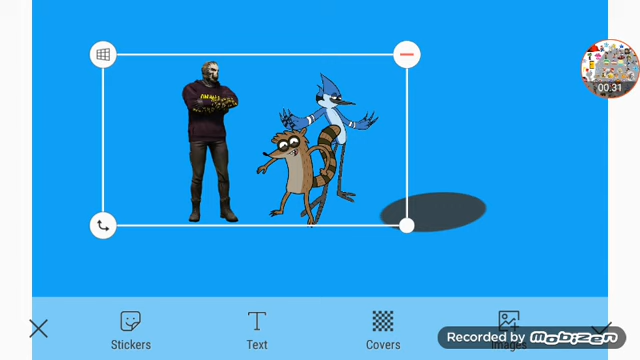 00:31
Stickers
Text
Covers
Images
Recorded by mobizen